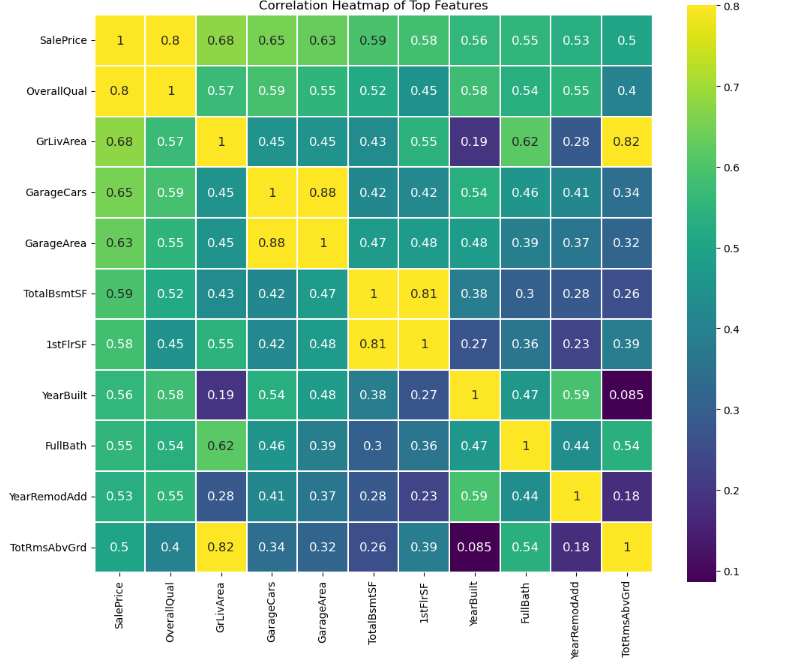 Correlation Heatmap of Top Features
SalePrice 1 0.8 0.68 0.65 0.63 0.59 0.58 0.56 0.55 0.53 0.5
OverallQual 0.8 1 0.57 0.59 0.55 0.52 0.45 0.58 0.54 0.55 0.4
GrLivArea 0.68 0.57 1 0.45 0.45 0.43 0.55 0.19 0.62 0.28 0.82
GarageCars 0.65 0.59 0.45 1 0.88 0.42 0.42 0.54 0.46 0.41 0.34
GarageArea 0.63 0.55 0.45 0.88 1 0.47 0.48 0.48 0.39 0.37 0.32
TotalBsmtSF 0.59 0.52 0.43 0.42 0.47 1 0.81 0.38 0.3 0.28 0.26
1stFlrSF 0.58 0.45 0.55 0.42 0.48 0.81 1 0.27 0.36 0.23 0.39
YearBuilt 0.56 0.58 0.19 0.54 0.48 0.38 0.27 1 0.47 0.59 0.085
FullBath 0.55 0.54 0.62 0.46 0.39 0.3 0.36 0.47 1 0.44 0.54
YearRemodAdd 0.53 0.55 0.28 0.41 0.37 0.28 0.23 0.59 0.44 1 0.18
TotRmsAbvGrd 0.5 0.4 0.82 0.34 0.32 0.26 0.39 0.085 0.54 0.18 1
SalePrice
OverallQual
GrLivArea
GarageCars
GarageArea
TotalBsmtSF
1stFlrSF
YearBuilt
FullBath
YearRemodAdd
TotRmsAbvGrd
0.8
0.7
0.6
0.5
0.4
0.3
0.2
0.1